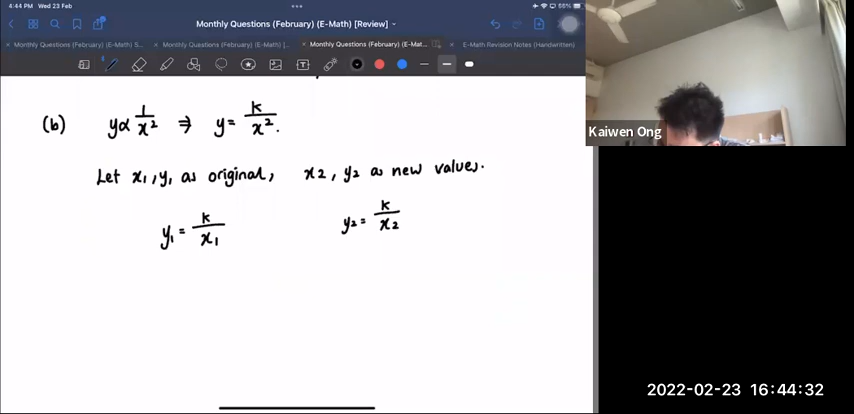 4:44 PM Wed 23 Feb
55%
Monthly Questions (February) (E-Math) [Review]
Monthly Questions (February) (E-Math) S...
Monthly Questions (February) (E-Math) [...
Monthly Questions (February) (E-Mat...
E-Math Revision Notes (Handwritten)
(b) y∝ 1/x² ⇒ y = k/x².
Let x₁, y₁ as original, x₂, y₂ as new values.
y₁ = k/x₁ y₂ = k/x₂
Kaiwen Ong
2022-02-23 16:44:32